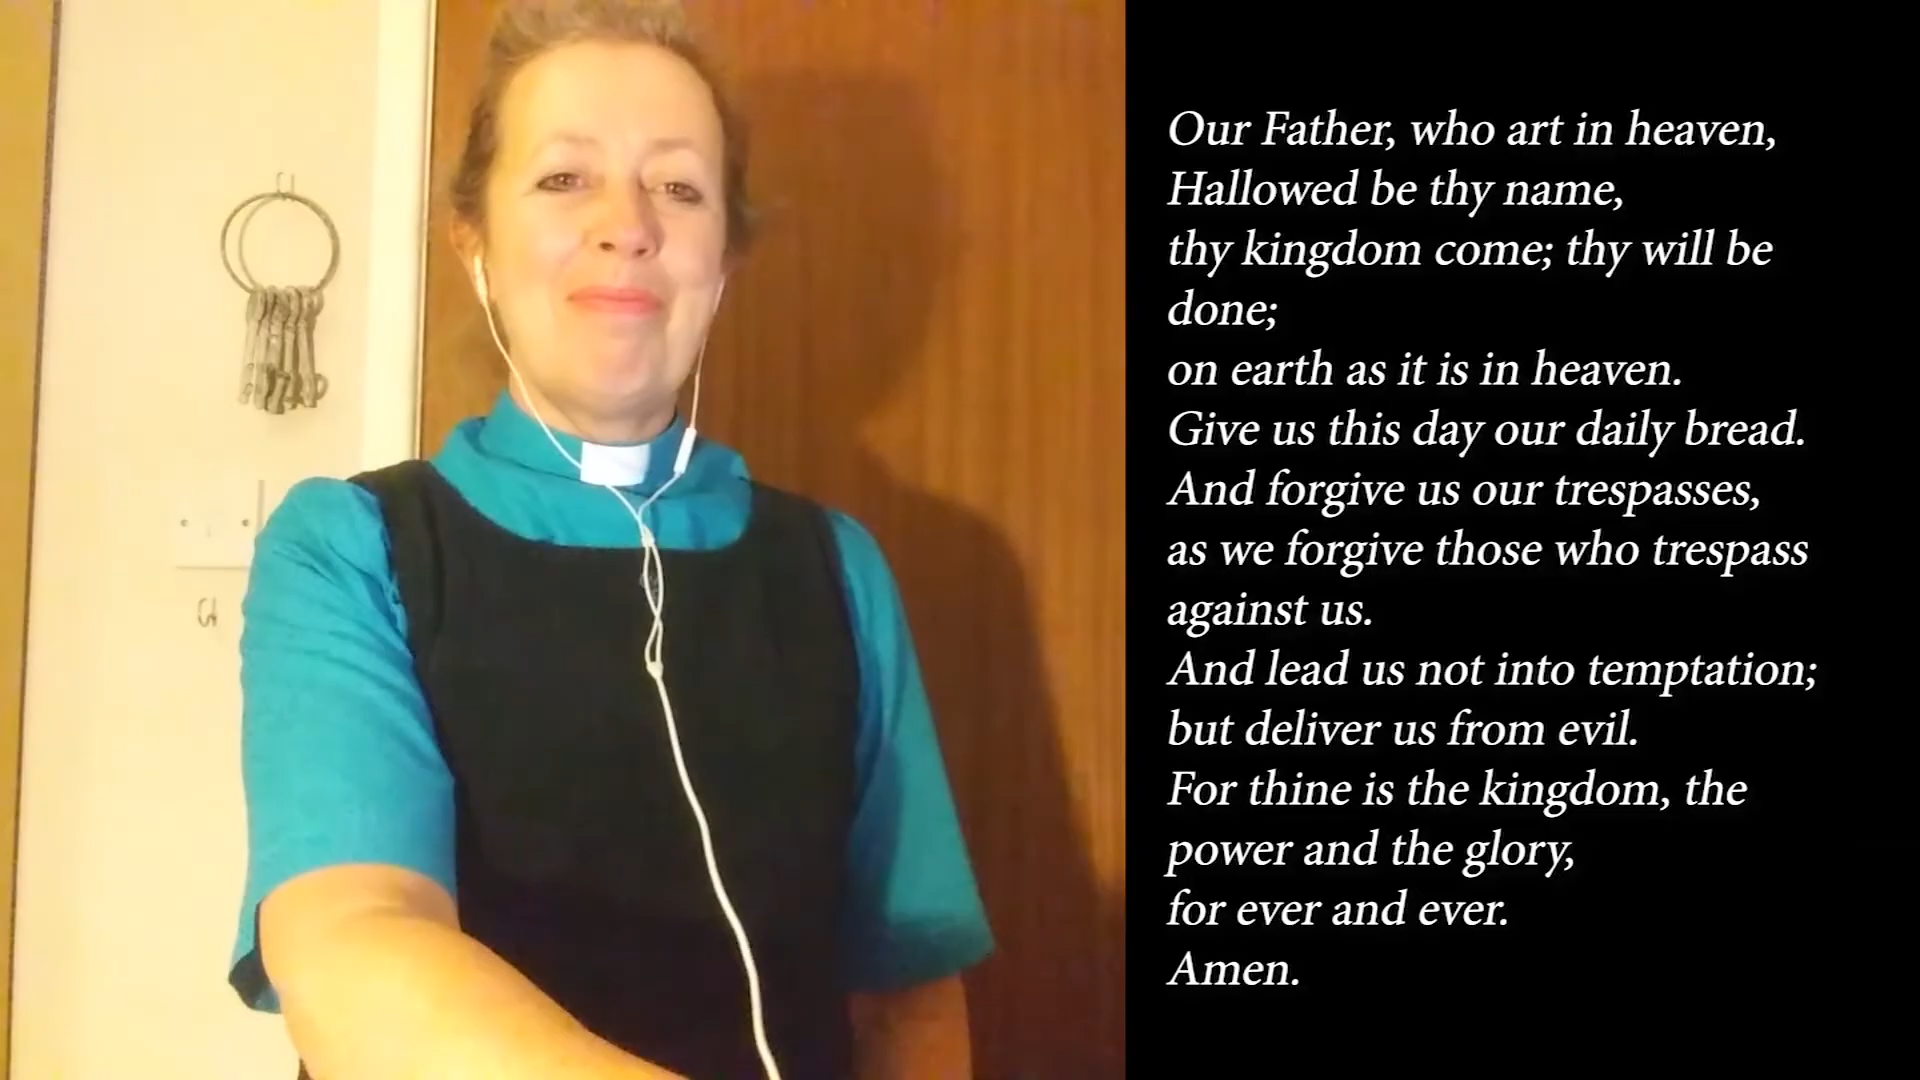 Our Father, who art in heaven,
Hallowed be thy name,
thy kingdom come; thy will be
done;
on earth as it is in heaven.
Give us this day our daily bread.
And forgive us our trespasses,
as we forgive those who trespass
against us.
And lead us not into temptation;
but deliver us from evil.
For thine is the kingdom, the
power and the glory,
for ever and ever.
Amen.